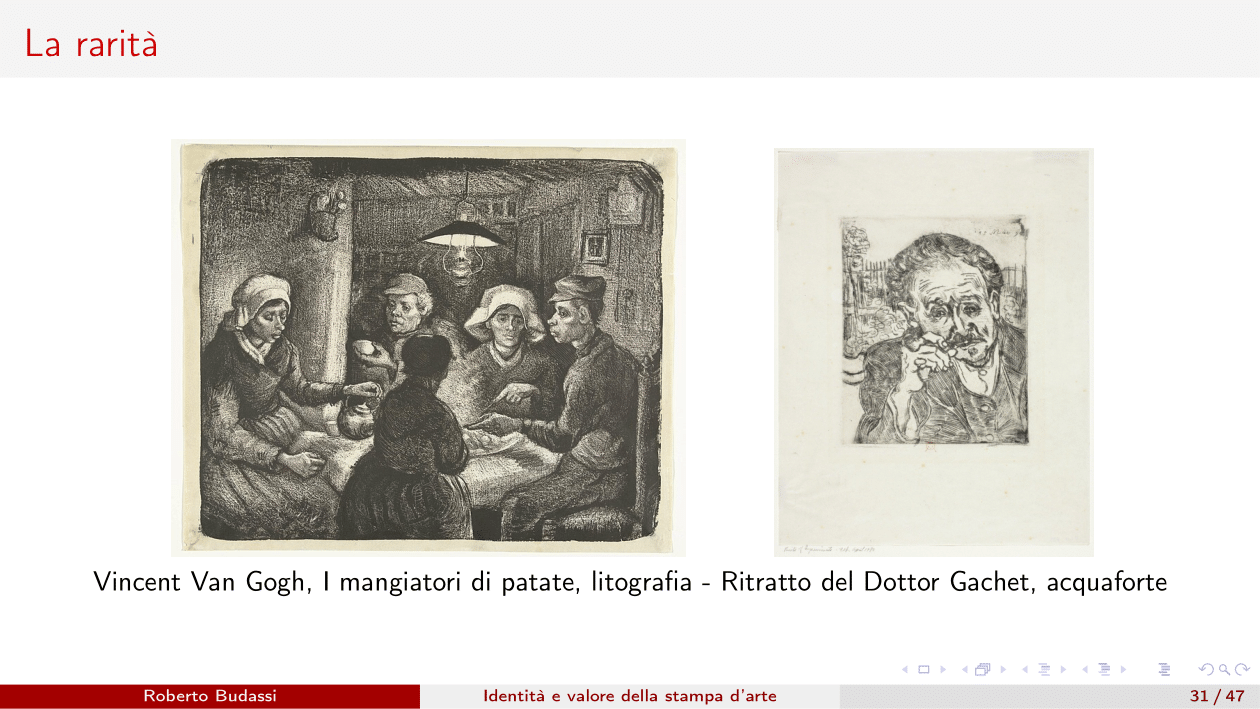 La rarità
Vincent Van Gogh, I mangiatori di patate, litografia - Ritratto del Dottor Gachet, acquaforte
Roberto Budassi
Identità e valore della stampa d'arte
31 / 47